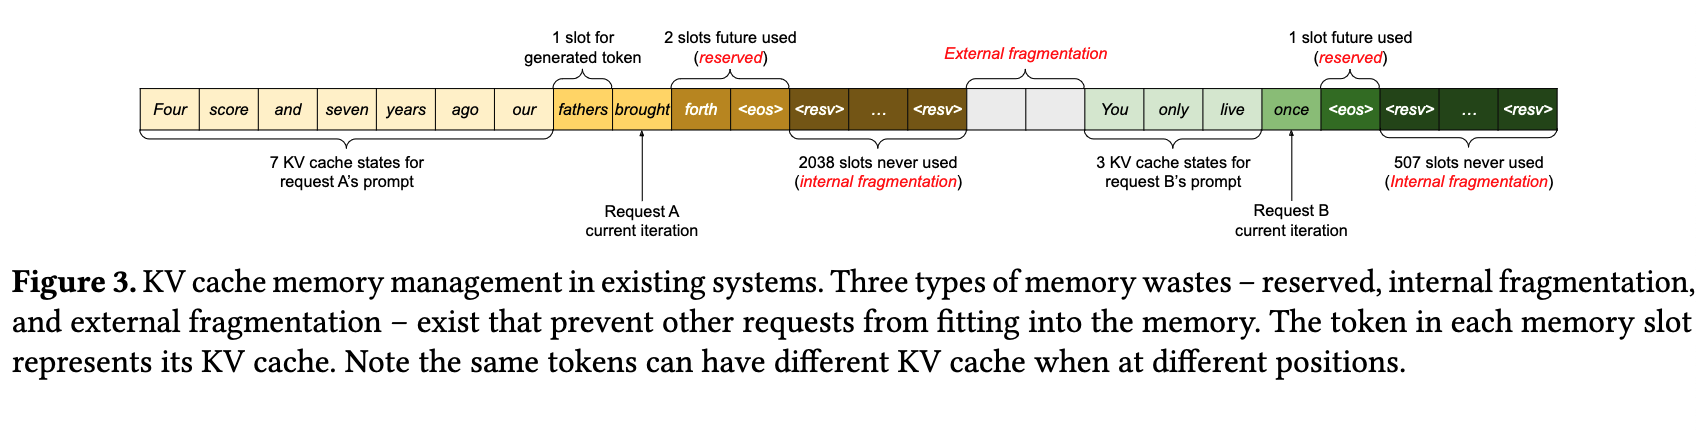 1 slot for
generated token
2 slots future used
(reserved)
External fragmentation
1 slot future used
(reserved)
Four score and seven years ago our fathers brought forth <eos> <resv> ... <resv> You only live once <eos> <resv> ... <resv>
7 KV cache states for
request A's prompt
2038 slots never used
(internal fragmentation)
3 KV cache states for
request B's prompt
507 slots never used
(Internal fragmentation)
Request A
current iteration
Request B
current iteration
Figure 3. KV cache memory management in existing systems. Three types of memory wastes – reserved, internal fragmentation,
and external fragmentation – exist that prevent other requests from fitting into the memory. The token in each memory slot
represents its KV cache. Note the same tokens can have different KV cache when at different positions.